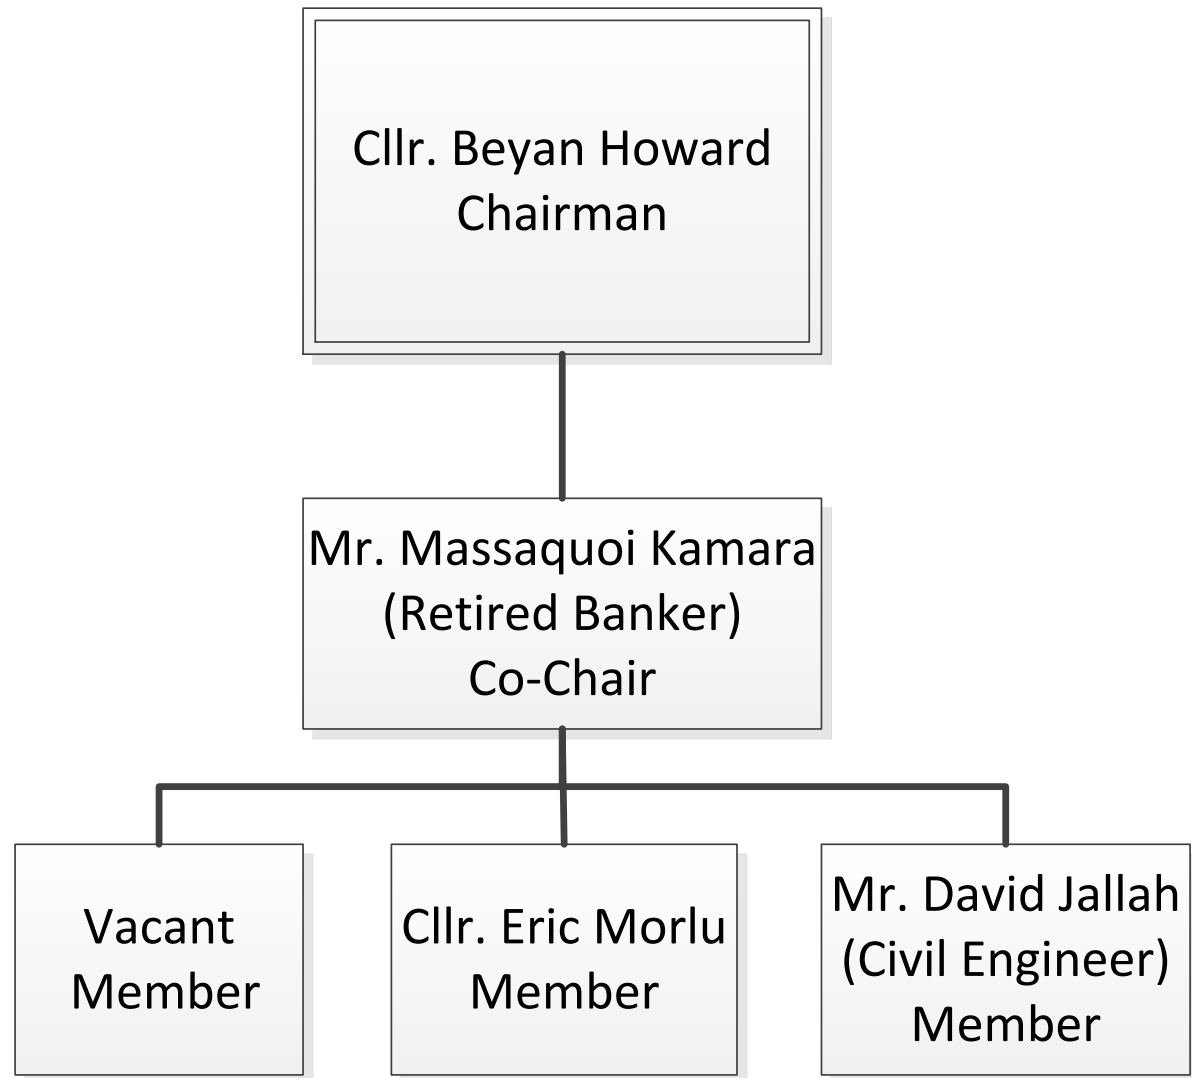 Cllr. Beyan Howard
Chairman
Mr. Massaquoi Kamara
(Retired Banker)
Co-Chair
Vacant
Member
Cllr. Eric Morlu
Member
Mr. David Jallah
(Civil Engineer)
Member